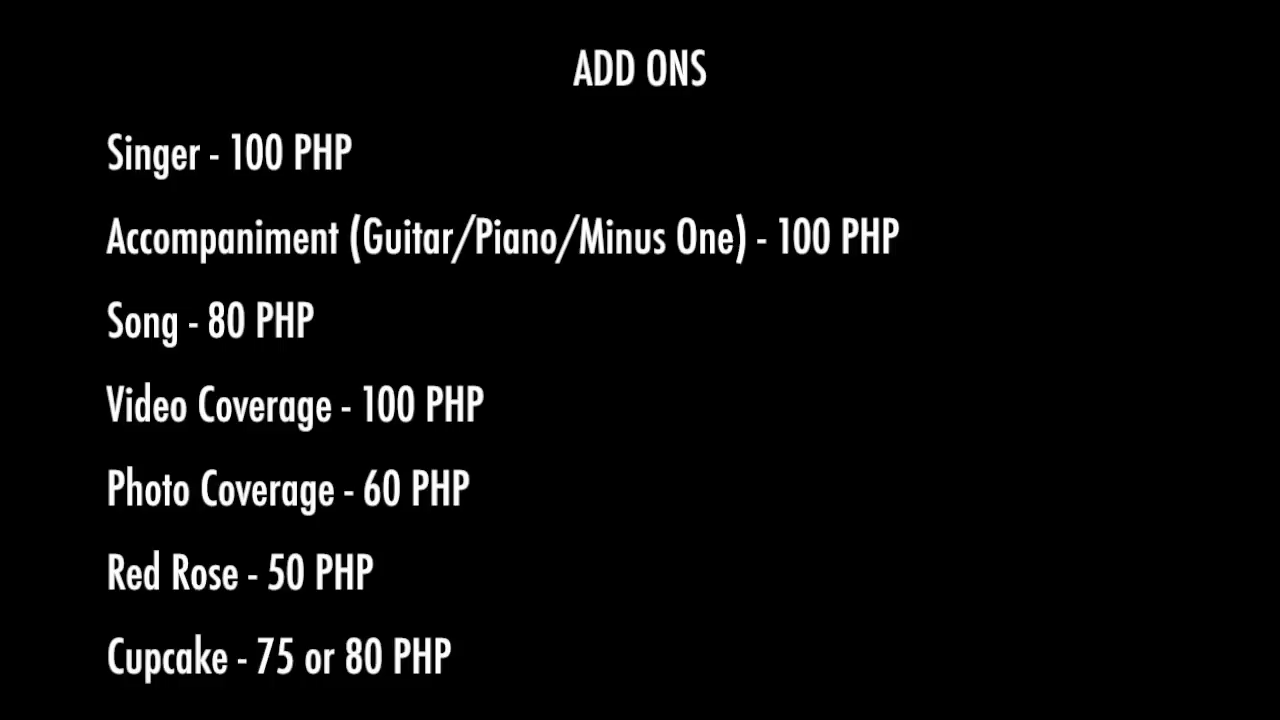 ADD ONS
Singer - 100 PHP
Accompaniment (Guitar/Piano/Minus One) - 100 PHP
Song - 80 PHP
Video Coverage - 100 PHP
Photo Coverage - 60 PHP
Red Rose - 50 PHP
Cupcake - 75 or 80 PHP